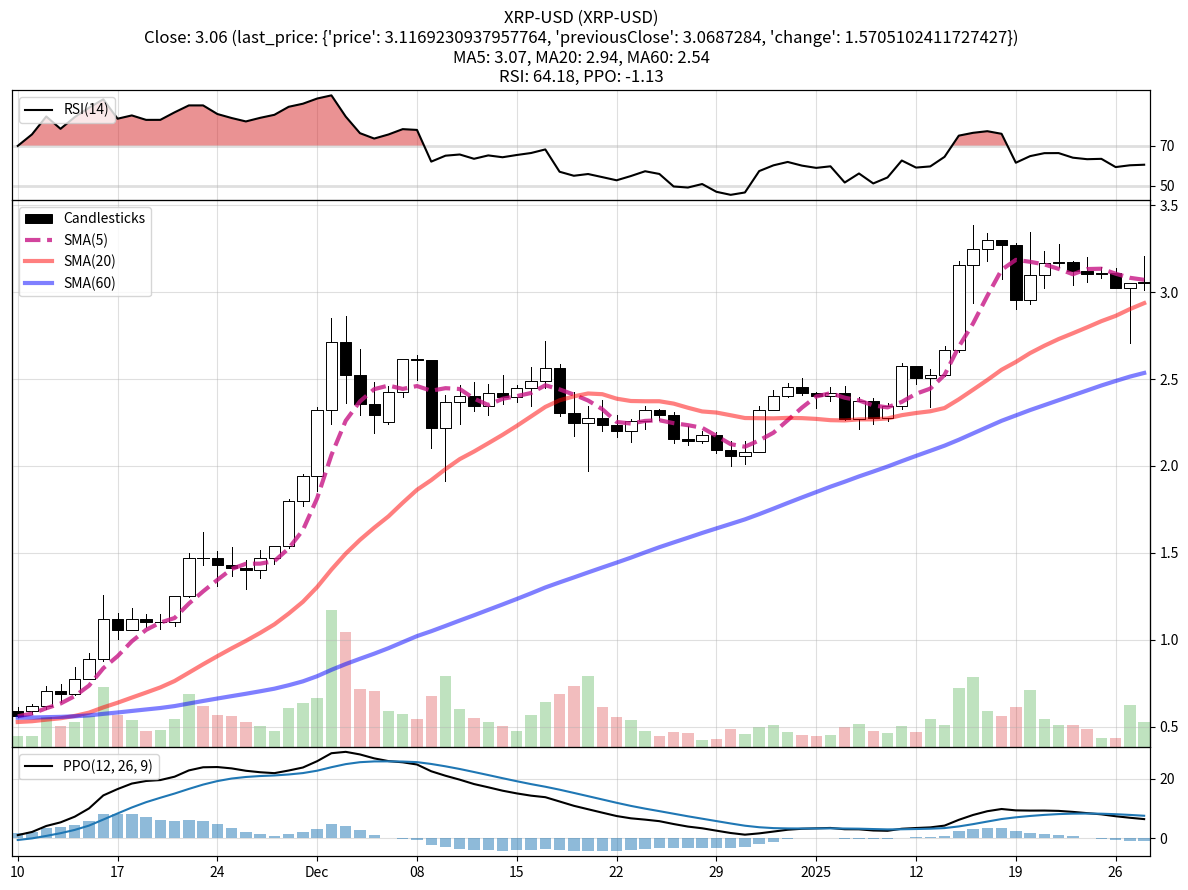 XRP-USD (XRP-USD)
Close: 3.06 (last_price: {'price': 3.1169230937957764, 'previousClose': 3.0687284, 'change': 1.5705102411727427})
MA5: 3.07, MA20: 2.94, MA60: 2.54
RSI: 64.18, PPO: -1.13
RSI(14)
70
50
Candlesticks
SMA(5)
SMA(20)
SMA(60)
3.5
3.0
2.5
2.0
1.5
1.0
0.5
PPO(12, 26, 9)
20
0
10 17 24 Dec 08 15 22 29 2025 12 19 26